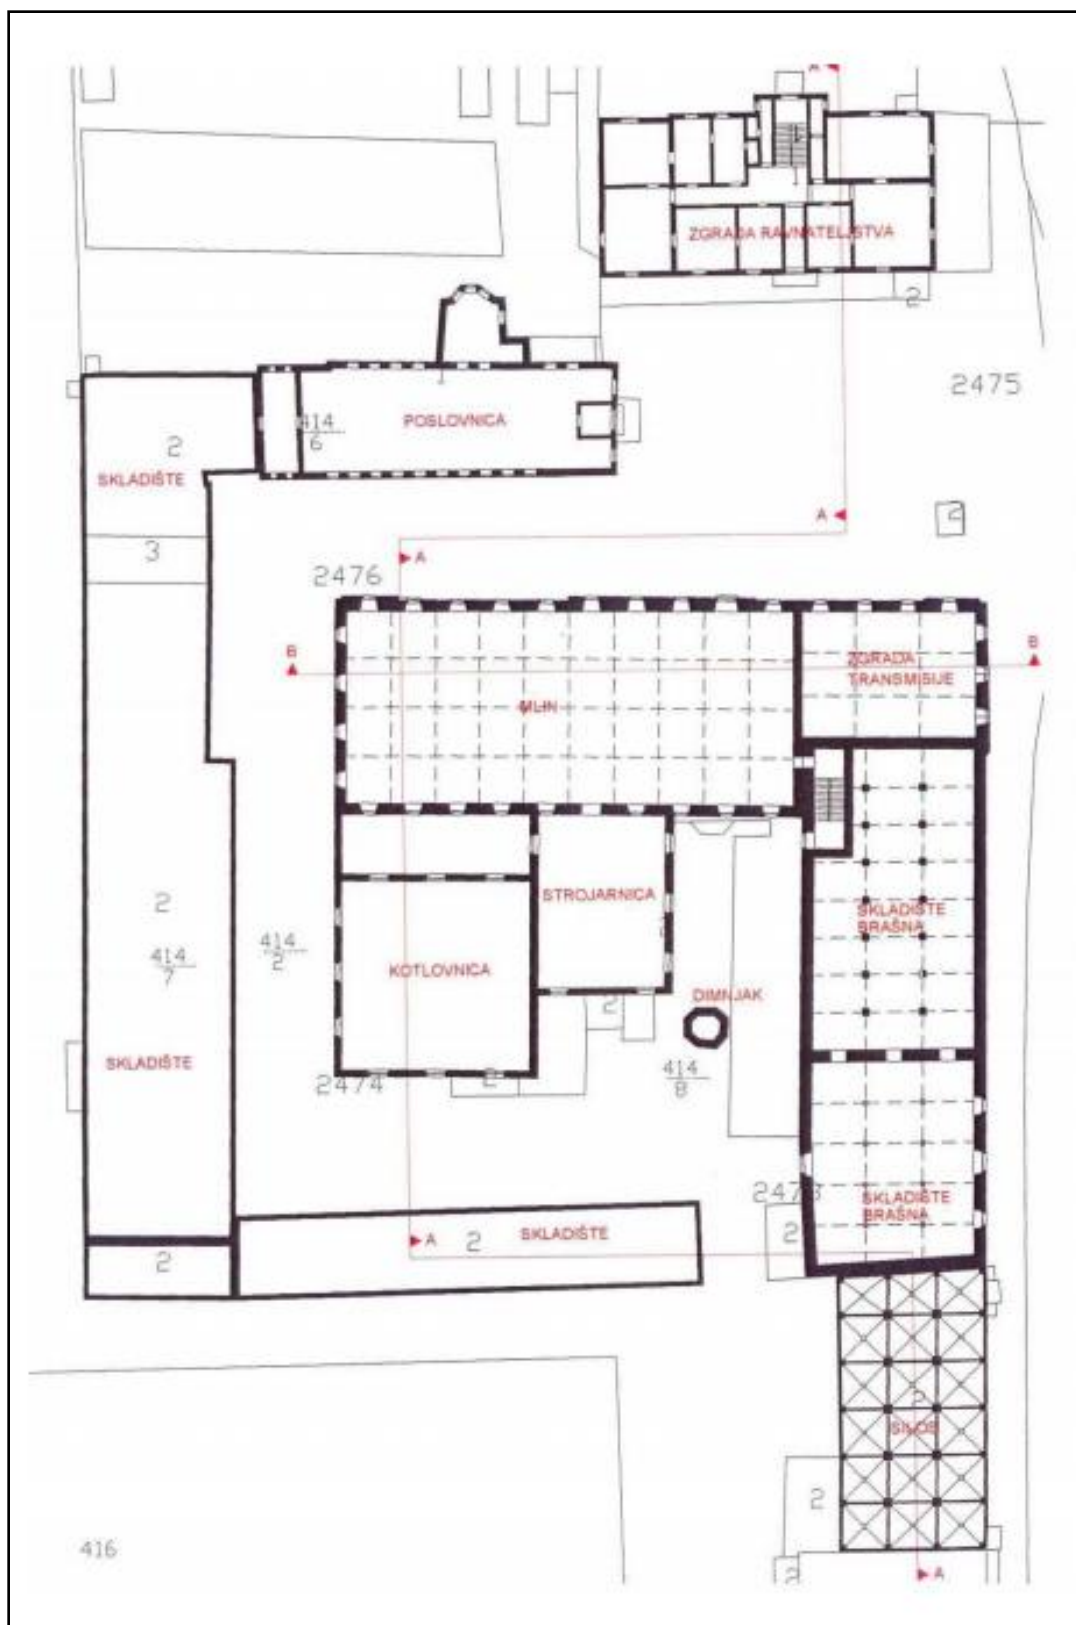 A
ZGRADA RAVNATELJSTVA
2
2475
414
6
POSLOVNICA
2
SKLADIŠTE
3
A
2
A
2476
B
B
ZGRADA
TRANSMISIJE
MLIN
STROJARNICA
2
SKLADIŠTE
BRAŠNA
414
7
414
2
KOTLOVNICA
DIMNJAK
2
SKLADIŠTE
2474
2
414
8
2473
SKLADIŠTE
BRAŠNA
2
A
2
SKLADIŠTE
2
SILOS
2
416
2
A